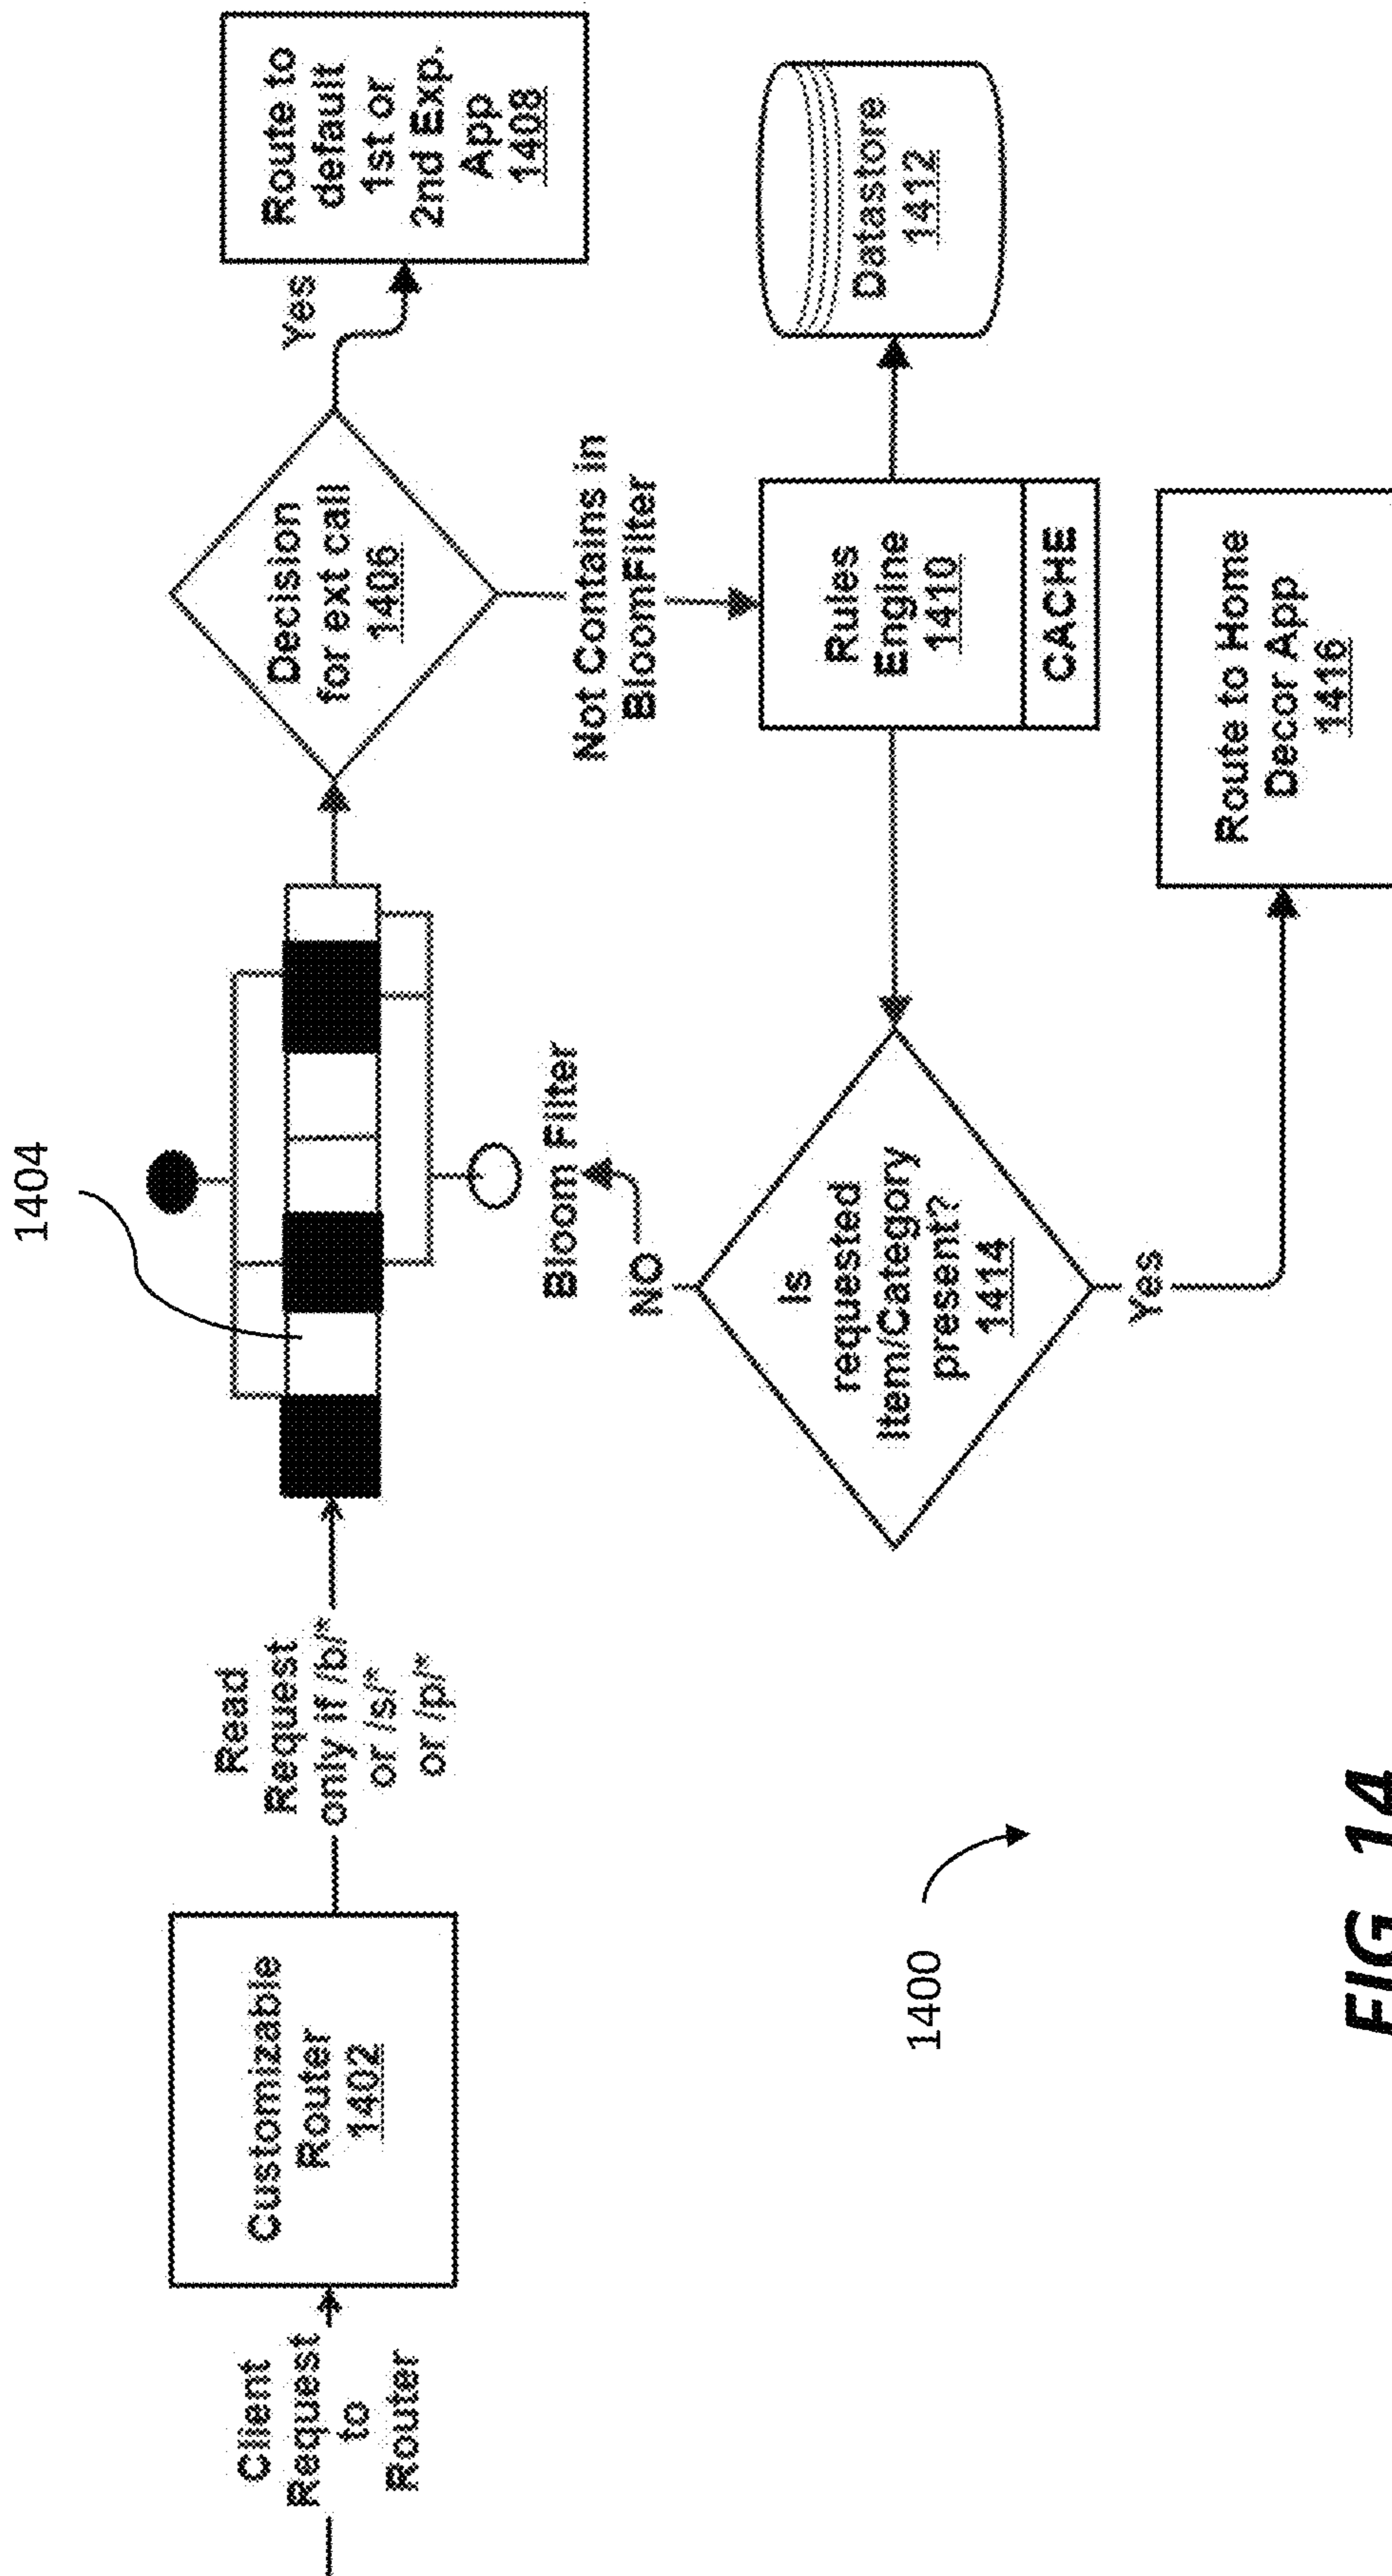 1404
Client
Request
to
Router
Customizable
Router
1402
Read
Request
only if /b/*
or /s/*
or /p/*
Bloom Filter
Decision
for ext call
1406
Yes
Route to
default
1st or
2nd Exp.
App
1408
Not Contains in
BloomFilter
Rules
Engine
1410
CACHE
Datastore
1412
NO
Is
requested
Item/Category
present?
1414
Yes
Route to Home
Decor App
1416
1400
FIG. 14